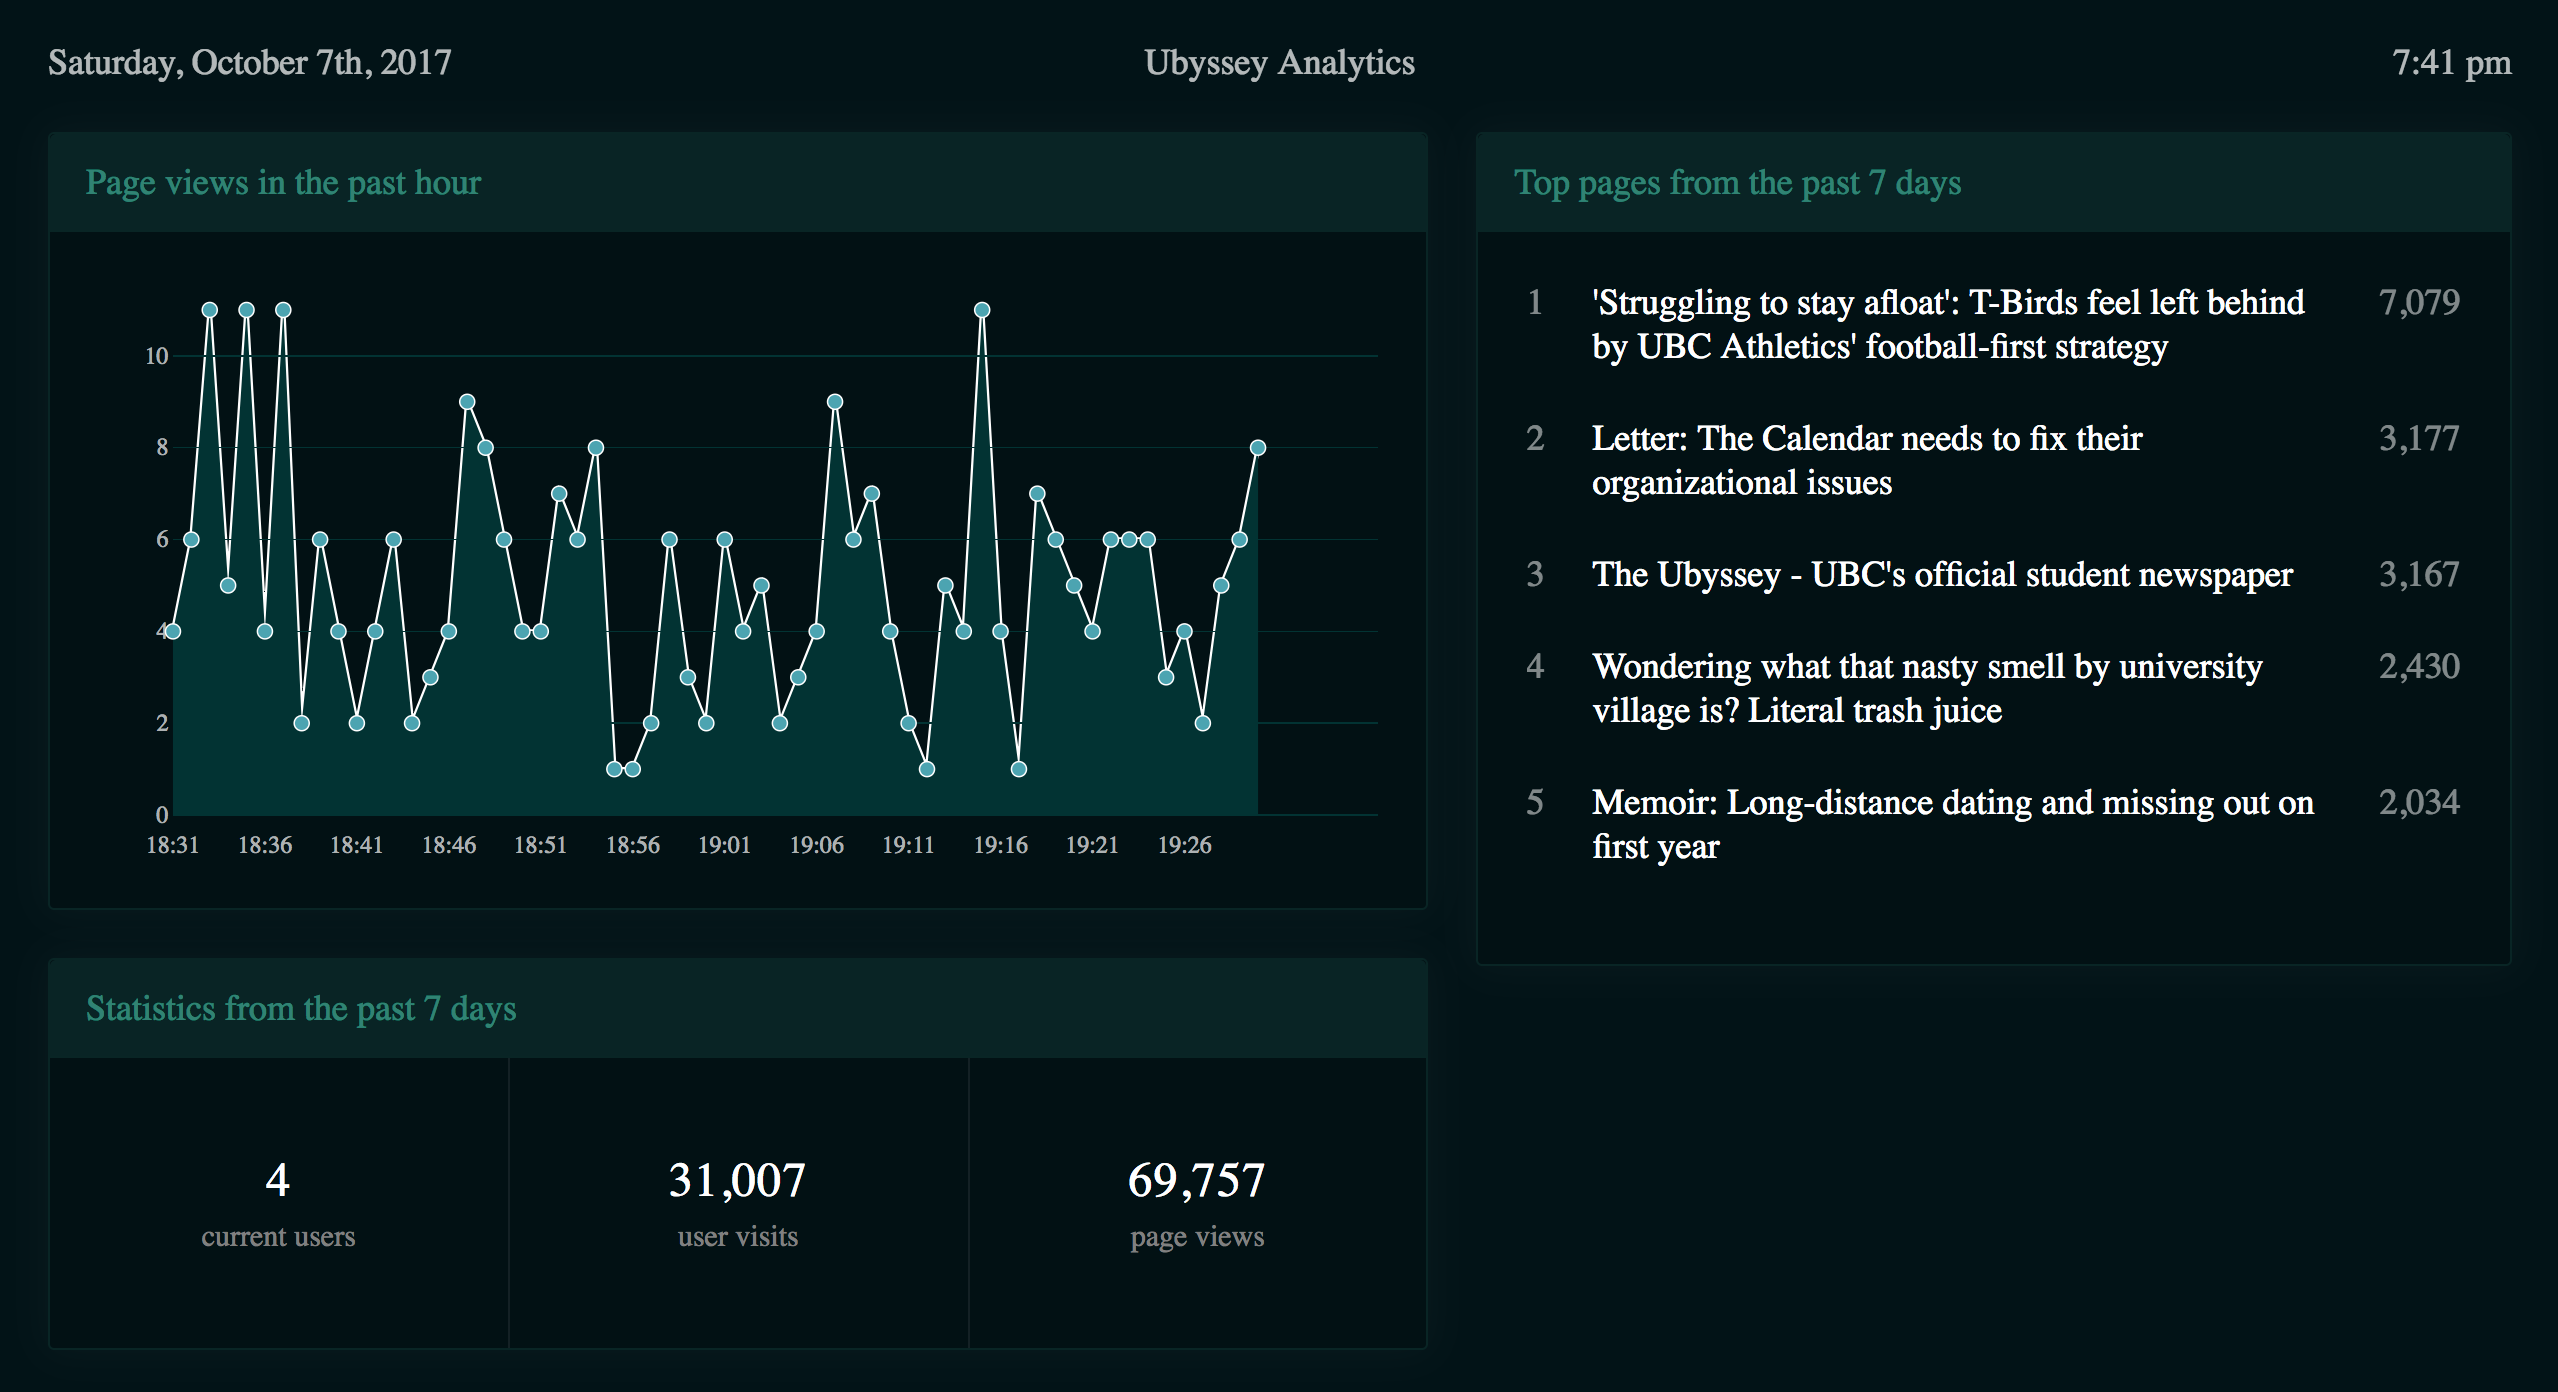 Saturday, October 7th, 2017
Ubyssey Analytics
7:41 pm
Page views in the past hour
10
8
6
4
2
0
18:31
18:36
18:41
18:46
18:51
18:56
19:01
19:06
19:11
19:16
19:21
19:26
Top pages from the past 7 days
1
'Struggling to stay afloat': T-Birds feel left behind
by UBC Athletics' football-first strategy
7,079
2
Letter: The Calendar needs to fix their
organizational issues
3,177
3
The Ubyssey - UBC's official student newspaper
3,167
4
Wondering what that nasty smell by university
village is? Literal trash juice
2,430
5
Memoir: Long-distance dating and missing out on
first year
2,034
Statistics from the past 7 days
4
current users
31,007
user visits
69,757
page views